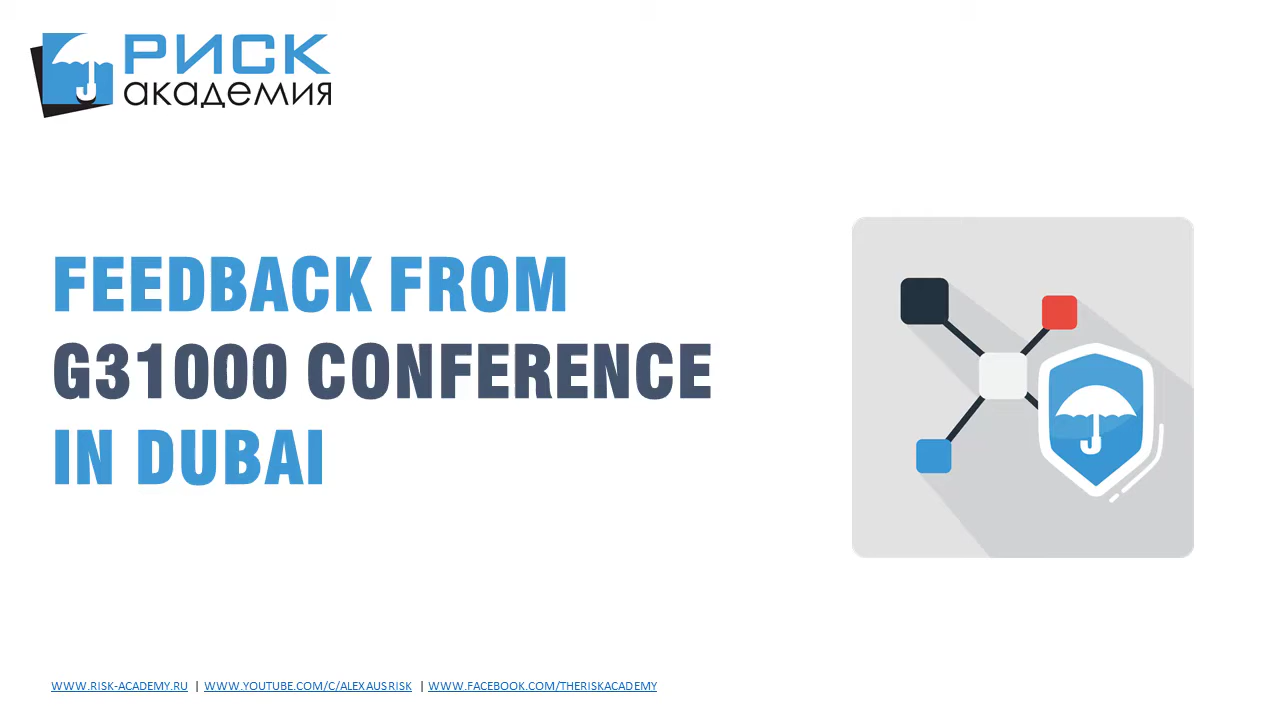 РИСК
академия
FEEDBACK FROM
G31000 CONFERENCE
IN DUBAI
WWW.RISK-ACADEMY.RU | WWW.YOUTUBE.COM/C/ALEXAUSRISK | WWW.FACEBOOK.COM/THERISKACADEMY